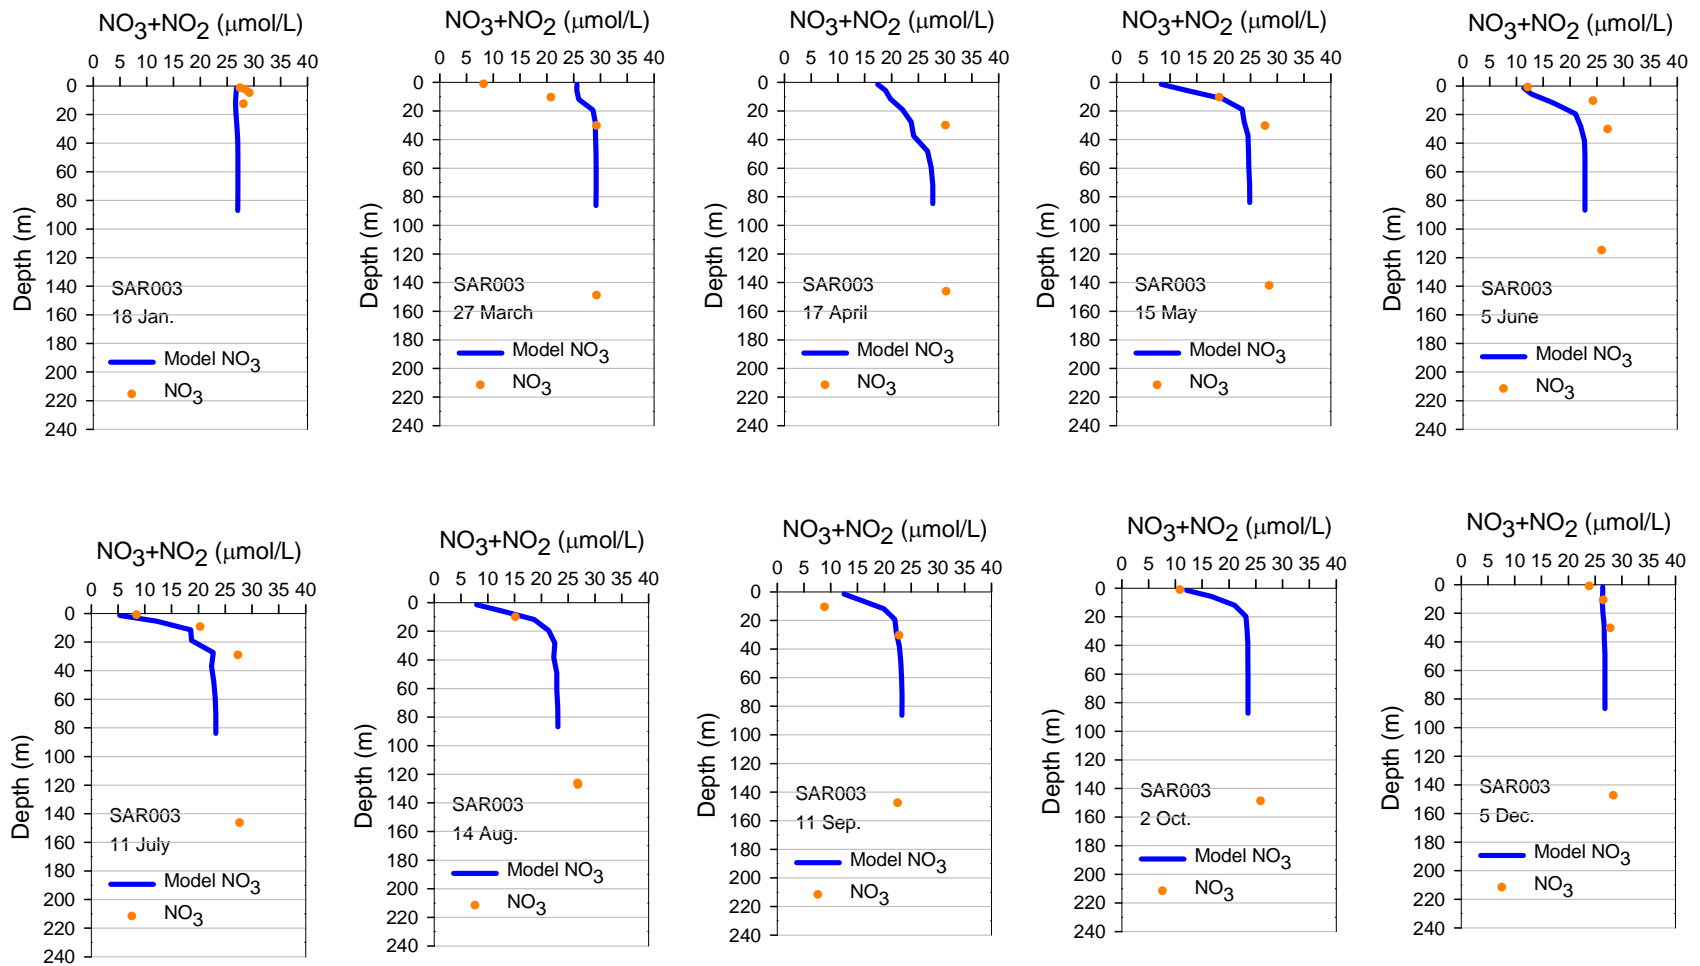 NO3+NO2 (μmol/L)
0 5 10 15 20 25 30 35 40
0
20
40
60
80
100
120
140
160
180
200
220
240
Depth (m)
SAR003
18 Jan.
Model NO3
NO3
NO3+NO2 (μmol/L)
0 5 10 15 20 25 30 35 40
0
20
40
60
80
100
120
140
160
180
200
220
240
Depth (m)
SAR003
27 March
Model NO3
NO3
NO3+NO2 (μmol/L)
0 5 10 15 20 25 30 35 40
0
20
40
60
80
100
120
140
160
180
200
220
240
Depth (m)
SAR003
17 April
Model NO3
NO3
NO3+NO2 (μmol/L)
0 5 10 15 20 25 30 35 40
0
20
40
60
80
100
120
140
160
180
200
220
240
Depth (m)
SAR003
15 May
Model NO3
NO3
NO3+NO2 (μmol/L)
0 5 10 15 20 25 30 35 40
0
20
40
60
80
100
120
140
160
180
200
220
240
Depth (m)
SAR003
5 June
Model NO3
NO3
NO3+NO2 (μmol/L)
0 5 10 15 20 25 30 35 40
0
20
40
60
80
100
120
140
160
180
200
220
240
Depth (m)
SAR003
11 July
Model NO3
NO3
NO3+NO2 (μmol/L)
0 5 10 15 20 25 30 35 40
0
20
40
60
80
100
120
140
160
180
200
220
240
Depth (m)
SAR003
14 Aug.
Model NO3
NO3
NO3+NO2 (μmol/L)
0 5 10 15 20 25 30 35 40
0
20
40
60
80
100
120
140
160
180
200
220
240
Depth (m)
SAR003
11 Sep.
Model NO3
NO3
NO3+NO2 (μmol/L)
0 5 10 15 20 25 30 35 40
0
20
40
60
80
100
120
140
160
180
200
220
240
Depth (m)
SAR003
2 Oct.
Model NO3
NO3
NO3+NO2 (μmol/L)
0 5 10 15 20 25 30 35 40
0
20
40
60
80
100
120
140
160
180
200
220
240
Depth (m)
SAR003
5 Dec.
Model NO3
NO3